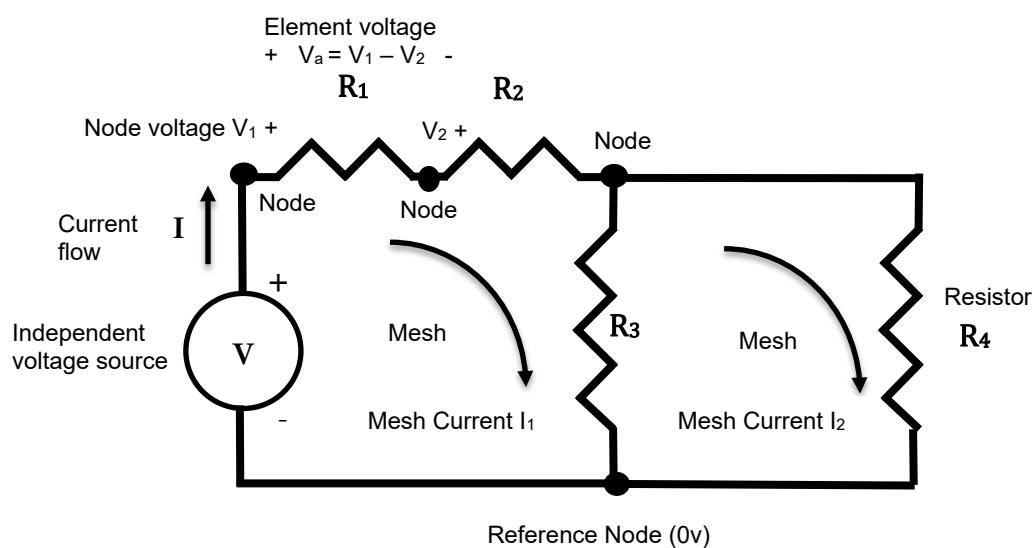 Element voltage
+ Va = V1 – V2 -
R1
R2
Node voltage V1 +
V2 +
Node
Node
Node
Current
flow
I
+
Independent
voltage source
V
-
Mesh
Mesh Current I1
R3
Mesh
Mesh Current I2
Resistor
R4
Reference Node (0v)